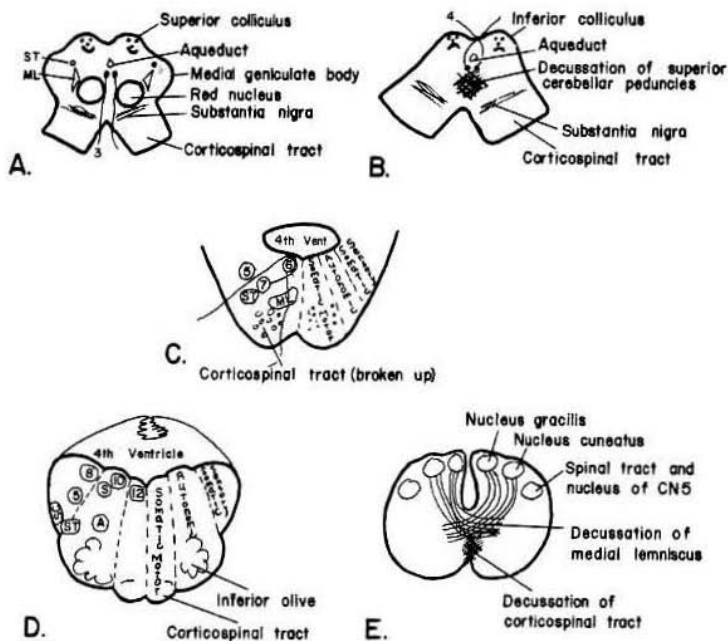 Superior colliculus
ST
Aqueduct
ML
Medial geniculate body
Red nucleus
Substantia nigra
3
Corticospinal tract
A.
4
Inferior colliculus
Aqueduct
Decussation of superior
cerebellar peduncles
Substantia nigra
Corticospinal tract
B.
4th Vent
5
6
7
ST
ML
C.
Corticospinal tract (broken up)
4th Ventricle
8
10
5
S
12
ST
A
Somatic Motor
Inferior olive
Corticospinal tract
D.
Nucleus gracilis
Nucleus cuneatus
Spinal tract and
nucleus of CN5
Decussation of
medial lemniscus
Decussation of
corticospinal tract
E.